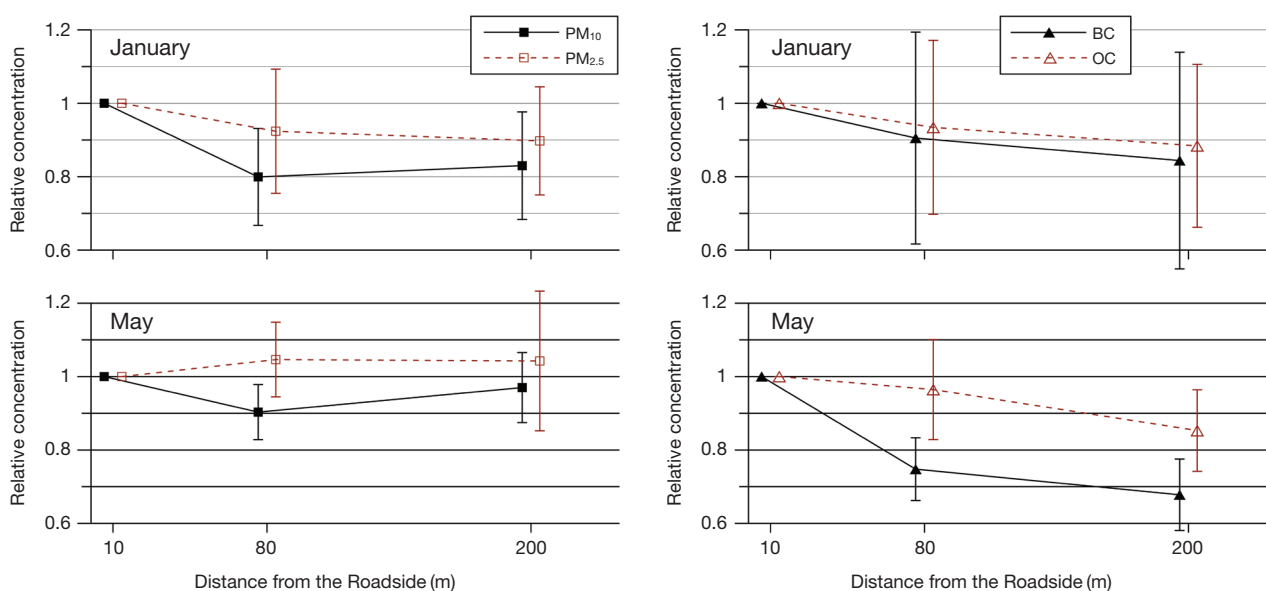 1.2
1
0.8
0.6
Relative concentration
January
PM₁₀
PM₂.₅
1.2
1
0.8
0.6
Relative concentration
January
BC
OC
1.2
1
0.8
0.6
Relative concentration
May
10
80
200
Distance from the Roadside (m)
1.2
1
0.8
0.6
Relative concentration
May
10
80
200
Distance from the Roadside (m)